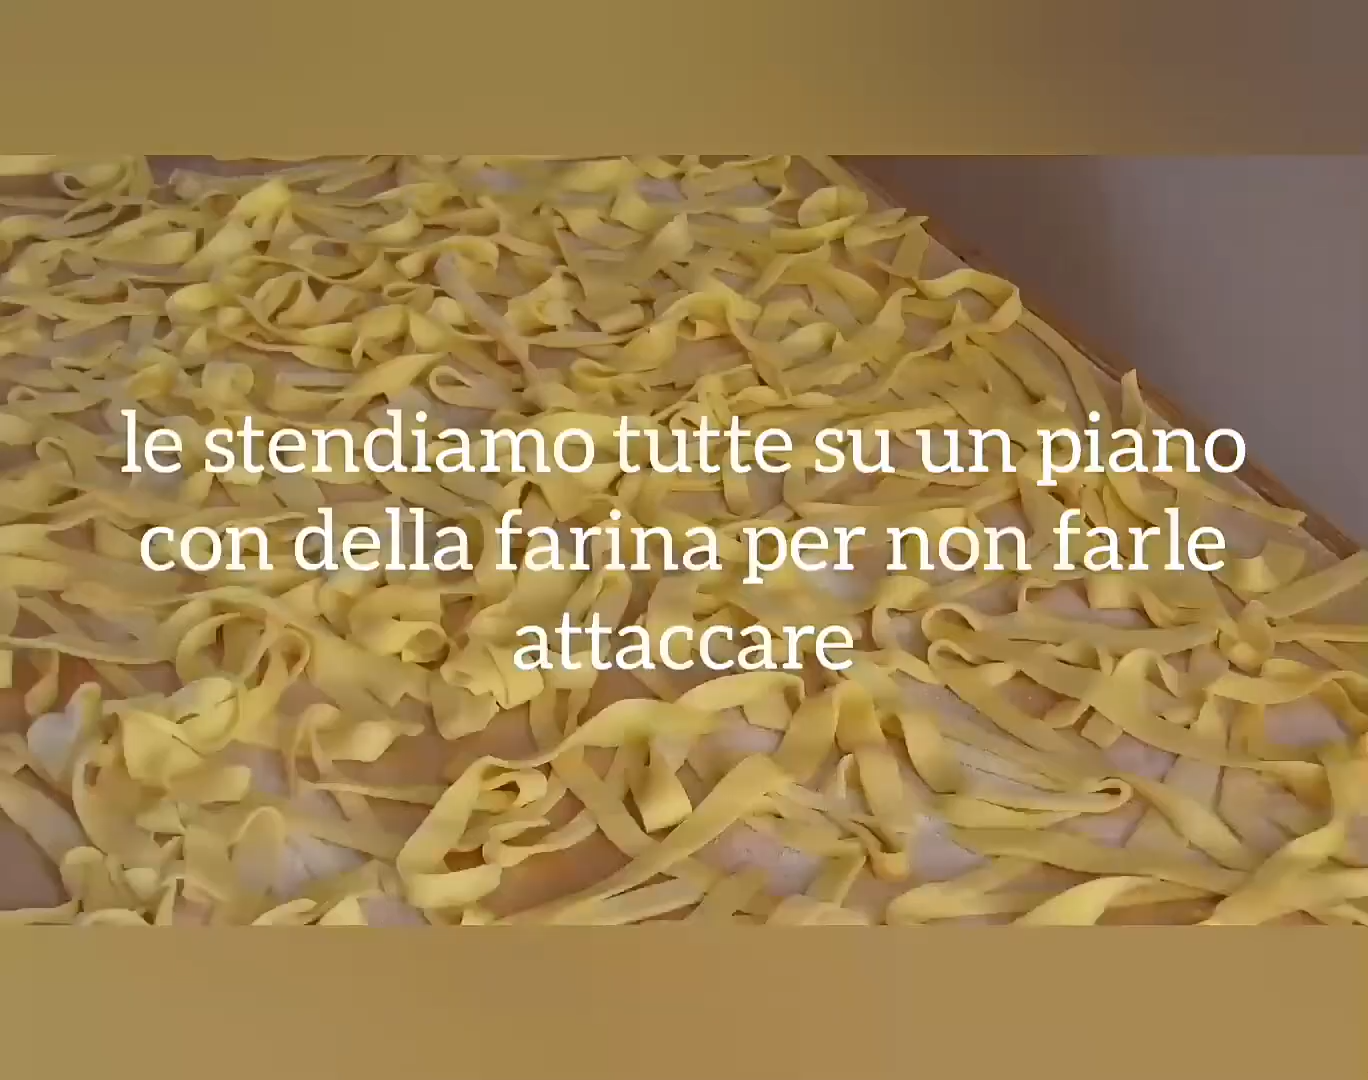 le stendiamo tutte su un piano
con della farina per non farle
attaccare